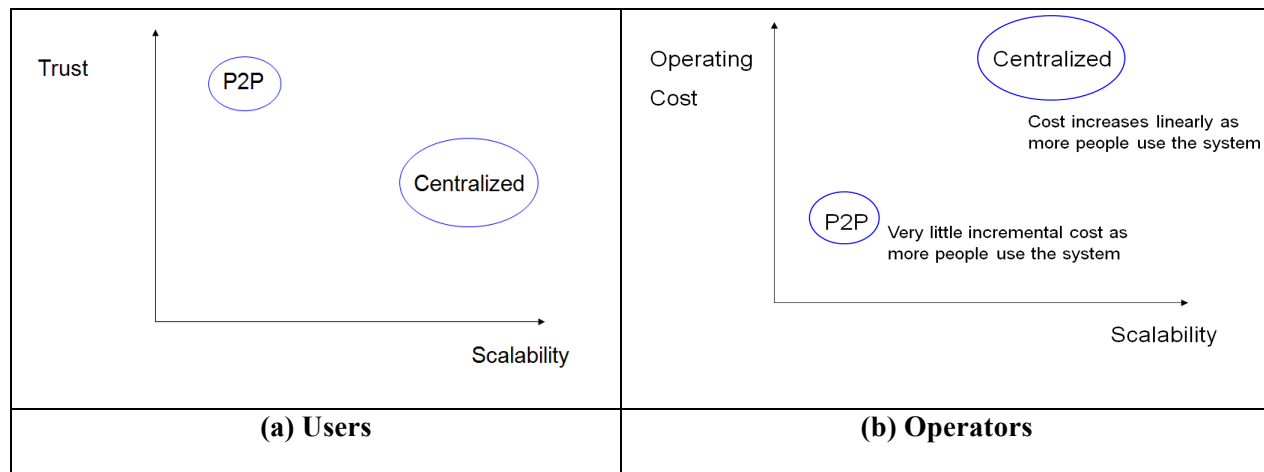 Trust
P2P
Centralized
Scalability
(a) Users
Operating
Cost
Centralized
Cost increases linearly as
more people use the system
P2P
Very little incremental cost as
more people use the system
Scalability
(b) Operators